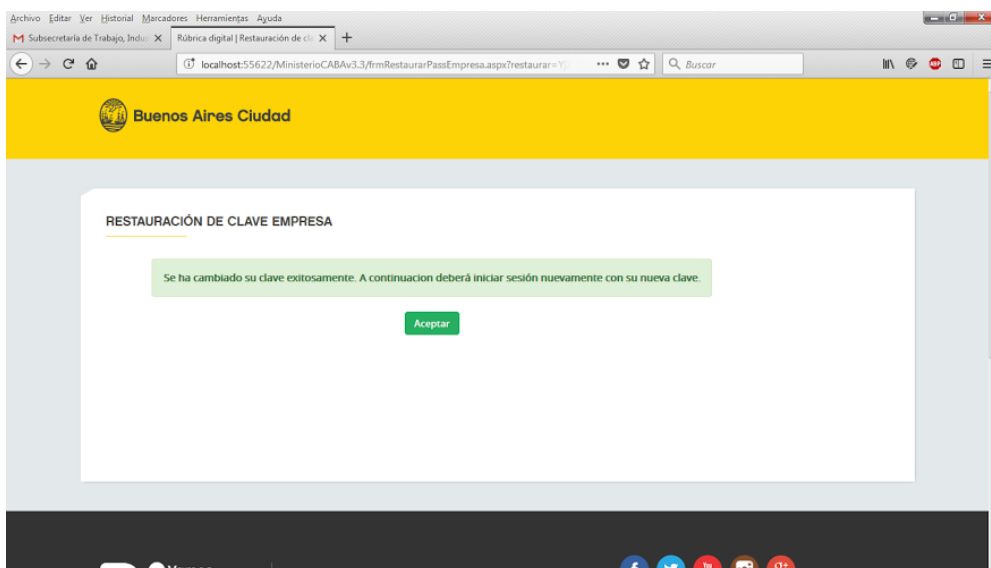 Archivo Editar Ver Historial Marcadores Herramientas Ayuda
Subsecretaría de Trabajo, Indus
Rúbrica digital | Restauración de cla
localhost:55622/MinisterioCABAv3.3/frmRestaurarPassEmpresa.aspx?restaurar=
Buscar
Buenos Aires Ciudad
RESTAURACIÓN DE CLAVE EMPRESA
Se ha cambiado su clave exitosamente. A continuacion deberá iniciar sesión nuevamente con su nueva clave.
Aceptar